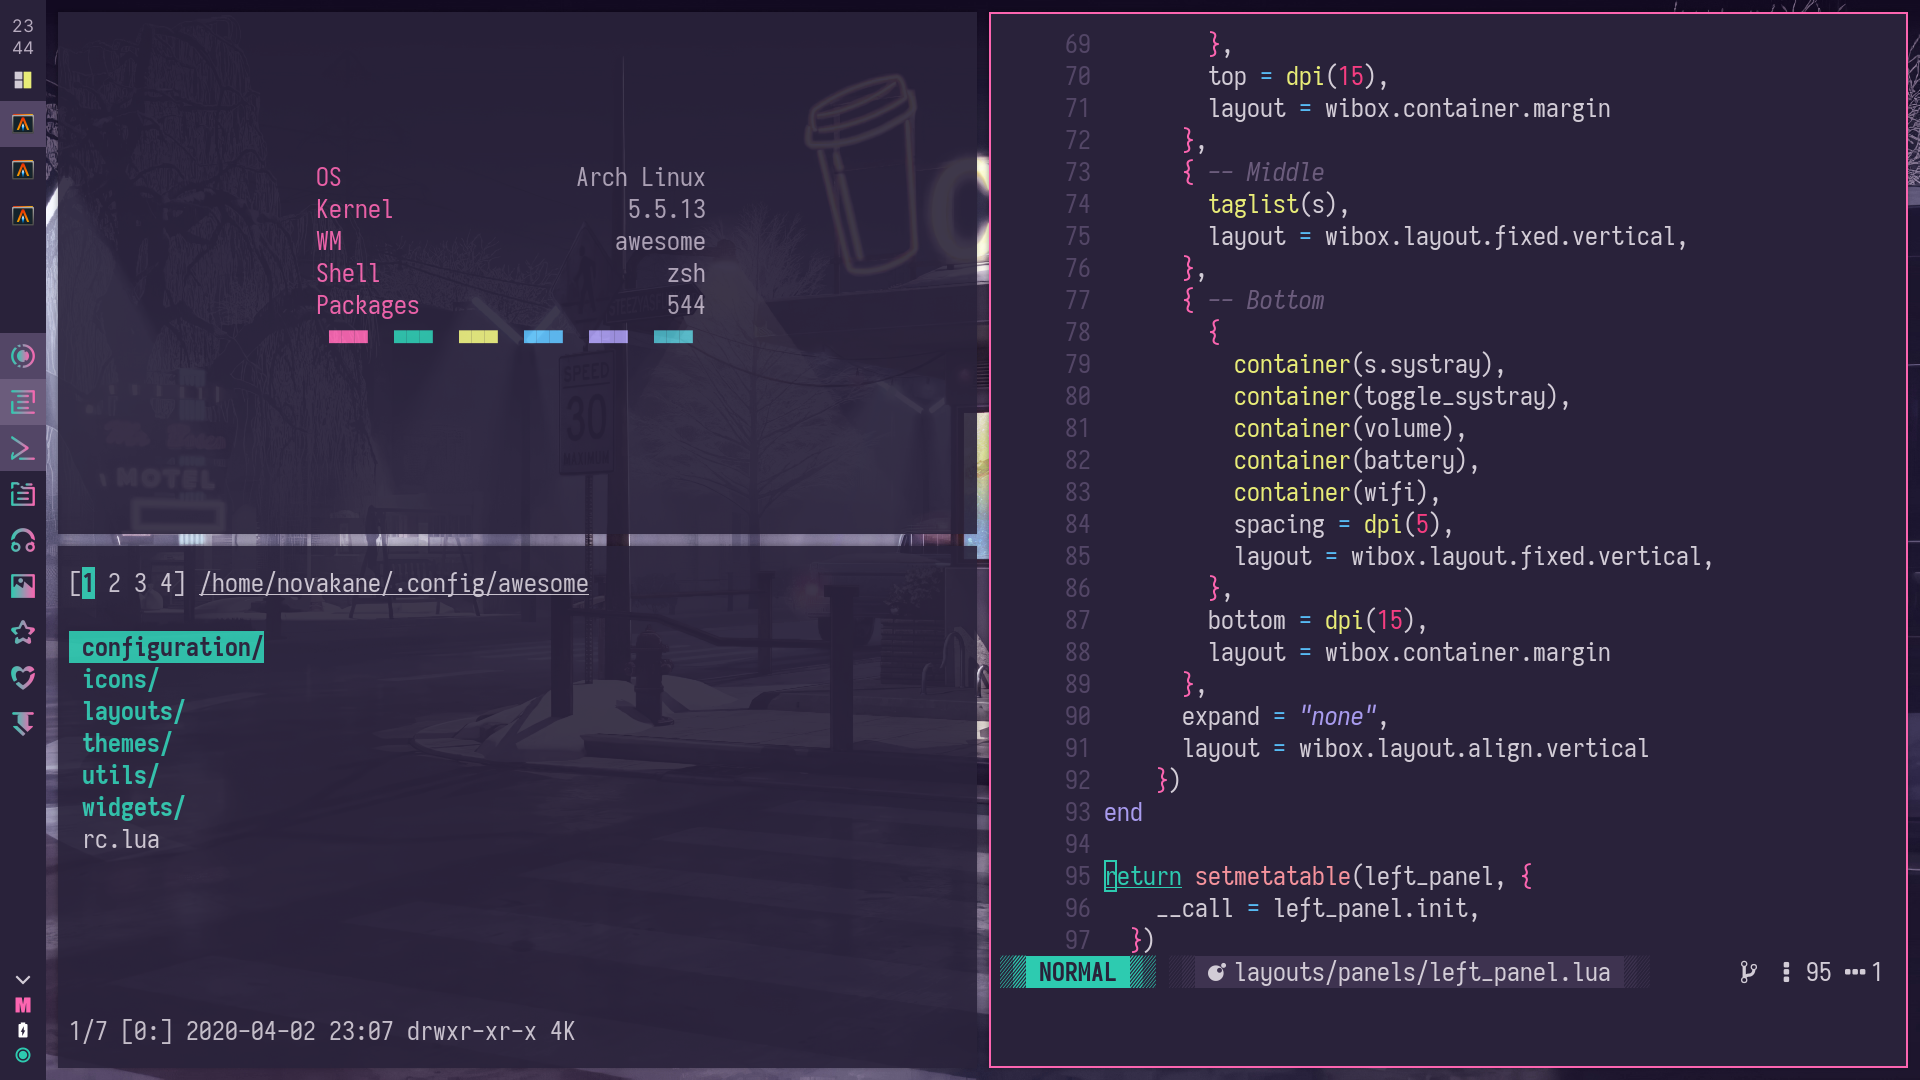 23
44
OS Arch Linux
Kernel 5.5.13
WM awesome
Shell zsh
Packages 544
SPEED
30
MAXIMUM
MOTEL
[1 2 3 4] /home/novakane/.config/awesome
configuration/
icons/
layouts/
themes/
utils/
widgets/
rc.lua
1/7 [0:] 2020-04-02 23:07 drwxr-xr-x 4K
M
69 },
70 top = dpi(15),
71 layout = wibox.container.margin
72 },
73 { -- Middle
74 taglist(s),
75 layout = wibox.layout.fixed.vertical,
76 },
77 { -- Bottom
78 {
79 container(s.systray),
80 container(toggle_systray),
81 container(volume),
82 container(battery),
83 container(wifi),
84 spacing = dpi(5),
85 layout = wibox.layout.fixed.vertical,
86 },
87 bottom = dpi(15),
88 layout = wibox.container.margin
89 },
90 expand = "none",
91 layout = wibox.layout.align.vertical
92 })
93 end
94
95 return setmetatable(left_panel, {
96 __call = left_panel.init,
97 })
NORMAL layouts/panels/left_panel.lua 95 1